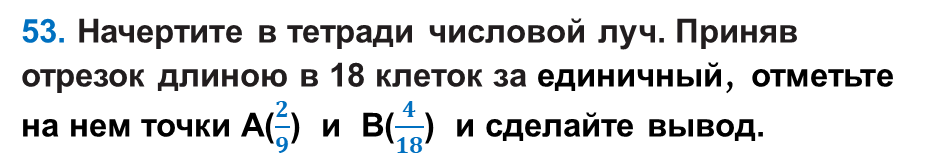 53. Начертите в тетради числовой луч. Приняв
отрезок длиною в 18 клеток за единичный, отметьте
на нем точки А(2/9) и В(4/18) и сделайте вывод.